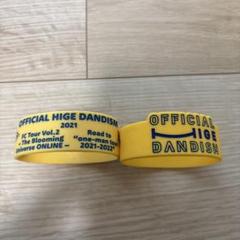 OFFICIAL HIGE DANDISM
2021
FC Tour Vol.2
- The Blooming
Universe ONLINE -
Road to
"one-man tour
2021-2022"
OFFICIAL
HIGE
DANDISM